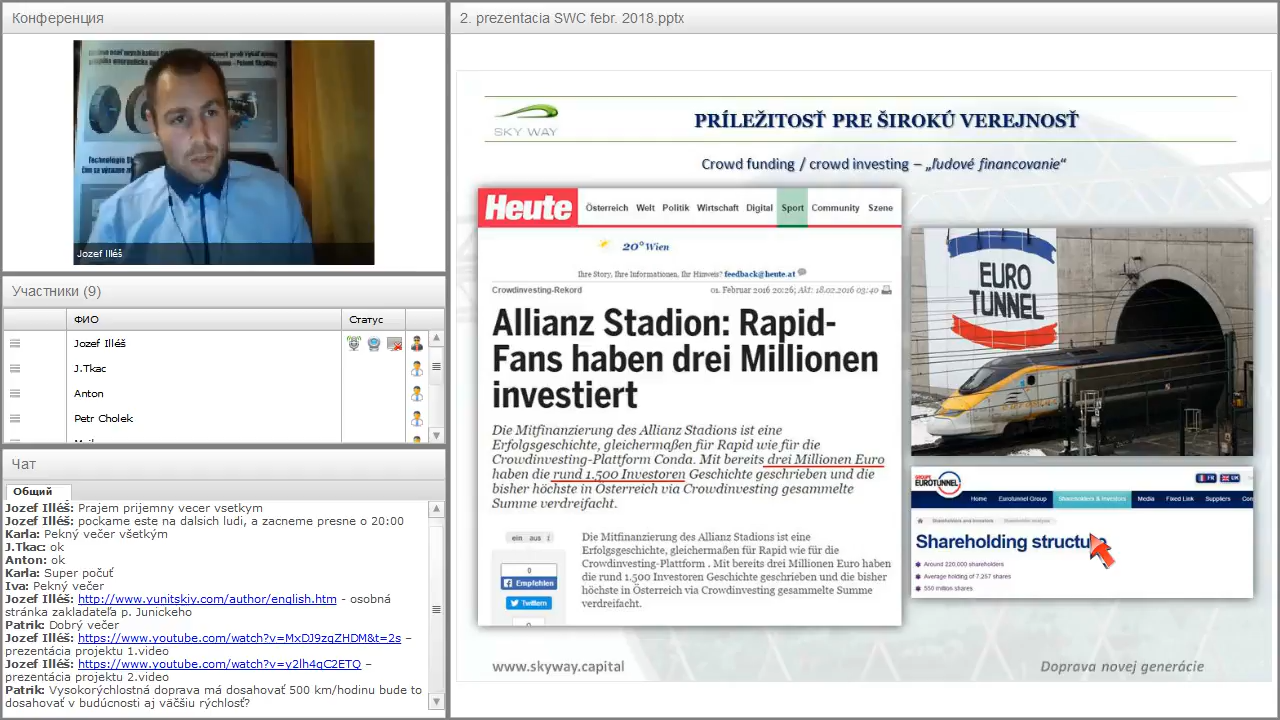 Конференция
Jozef Illéš
Участники (9)
ФИО
Статус
Jozef Illéš
J.Tkac
Anton
Petr Cholek
Чат
Общий
Jozef Illéš: Prajem prijemny vecer vsetkym
Jozef Illéš: pockame este na dalsich ludi, a zacneme presne o 20:00
Karla: Pekný večer všetkým
J.Tkac: ok
Anton: ok
Karla: Super počuť
Iva: Pekný večer
Jozef Illéš: http://www.yunitskiy.com/author/english.htm - osobná
stránka zakladateľa p. Junickeho
Patrik: Dobrý večer
Jozef Illéš: https://www.youtube.com/watch?v=MxDJ9zqZHDM&t=2s –
prezentácia projektu 1.video
Jozef Illéš: https://www.youtube.com/watch?v=y2lh4qC2ETQ –
prezentácia projektu 2.video
Patrik: Vysokorýchlostná doprava má dosahovať 500 km/hodinu bude to
dosahovať v budúcnosti aj väššiu rýchlosť?
2. prezentacia SWC febr. 2018.pptx
SKY WAY
PRÍLEŽITOSŤ PRE ŠIROKÚ VEREJNOSŤ
Crowd funding / crowd investing – „ľudové financovanie“
Heute
Österreich Welt Politik Wirtschaft Digital Sport Community Szene
20° Wien
Ihre Story, Ihre Informationen, Ihr Hinweis? feedback@heute.at
Crowdinvesting-Rekord
01. Februar 2016 20:26; Akt: 18.02.2016 03:40
Allianz Stadion: Rapid-
Fans haben drei Millionen
investiert
Die Mitfinanzierung des Allianz Stadions ist eine
Erfolgsgeschichte, gleichermaßen für Rapid wie für die
Crowdinvesting-Plattform Conda. Mit bereits drei Millionen Euro
haben die rund 1.500 Investoren Geschichte geschrieben und die
bisher höchste in Österreich via Crowdinvesting gesammelte
Summe verdreifacht.
ein aus
0
Empfehlen
Twittern
0
Die Mitfinanzierung des Allianz Stadions ist eine
Erfolgsgeschichte, gleichermaßen für Rapid wie für die
Crowdinvesting-Plattform . Mit bereits drei Millionen Euro haben
die rund 1.500 Investoren Geschichte geschrieben und die bisher
höchste in Österreich via Crowdinvesting gesammelte Summe
verdreifacht.
EURO
TUNNEL
GROUPE
EUROTUNNEL
FR UK
Home Eurotunnel Group Shareholders & Investors Media Fixed Link Suppliers
Shareholders and investors Shareholder analysis
Shareholding structure
Around 220,000 shareholders
Average holding of 7,257 shares
550 million shares
www.skyway.capital
Doprava novej generácie